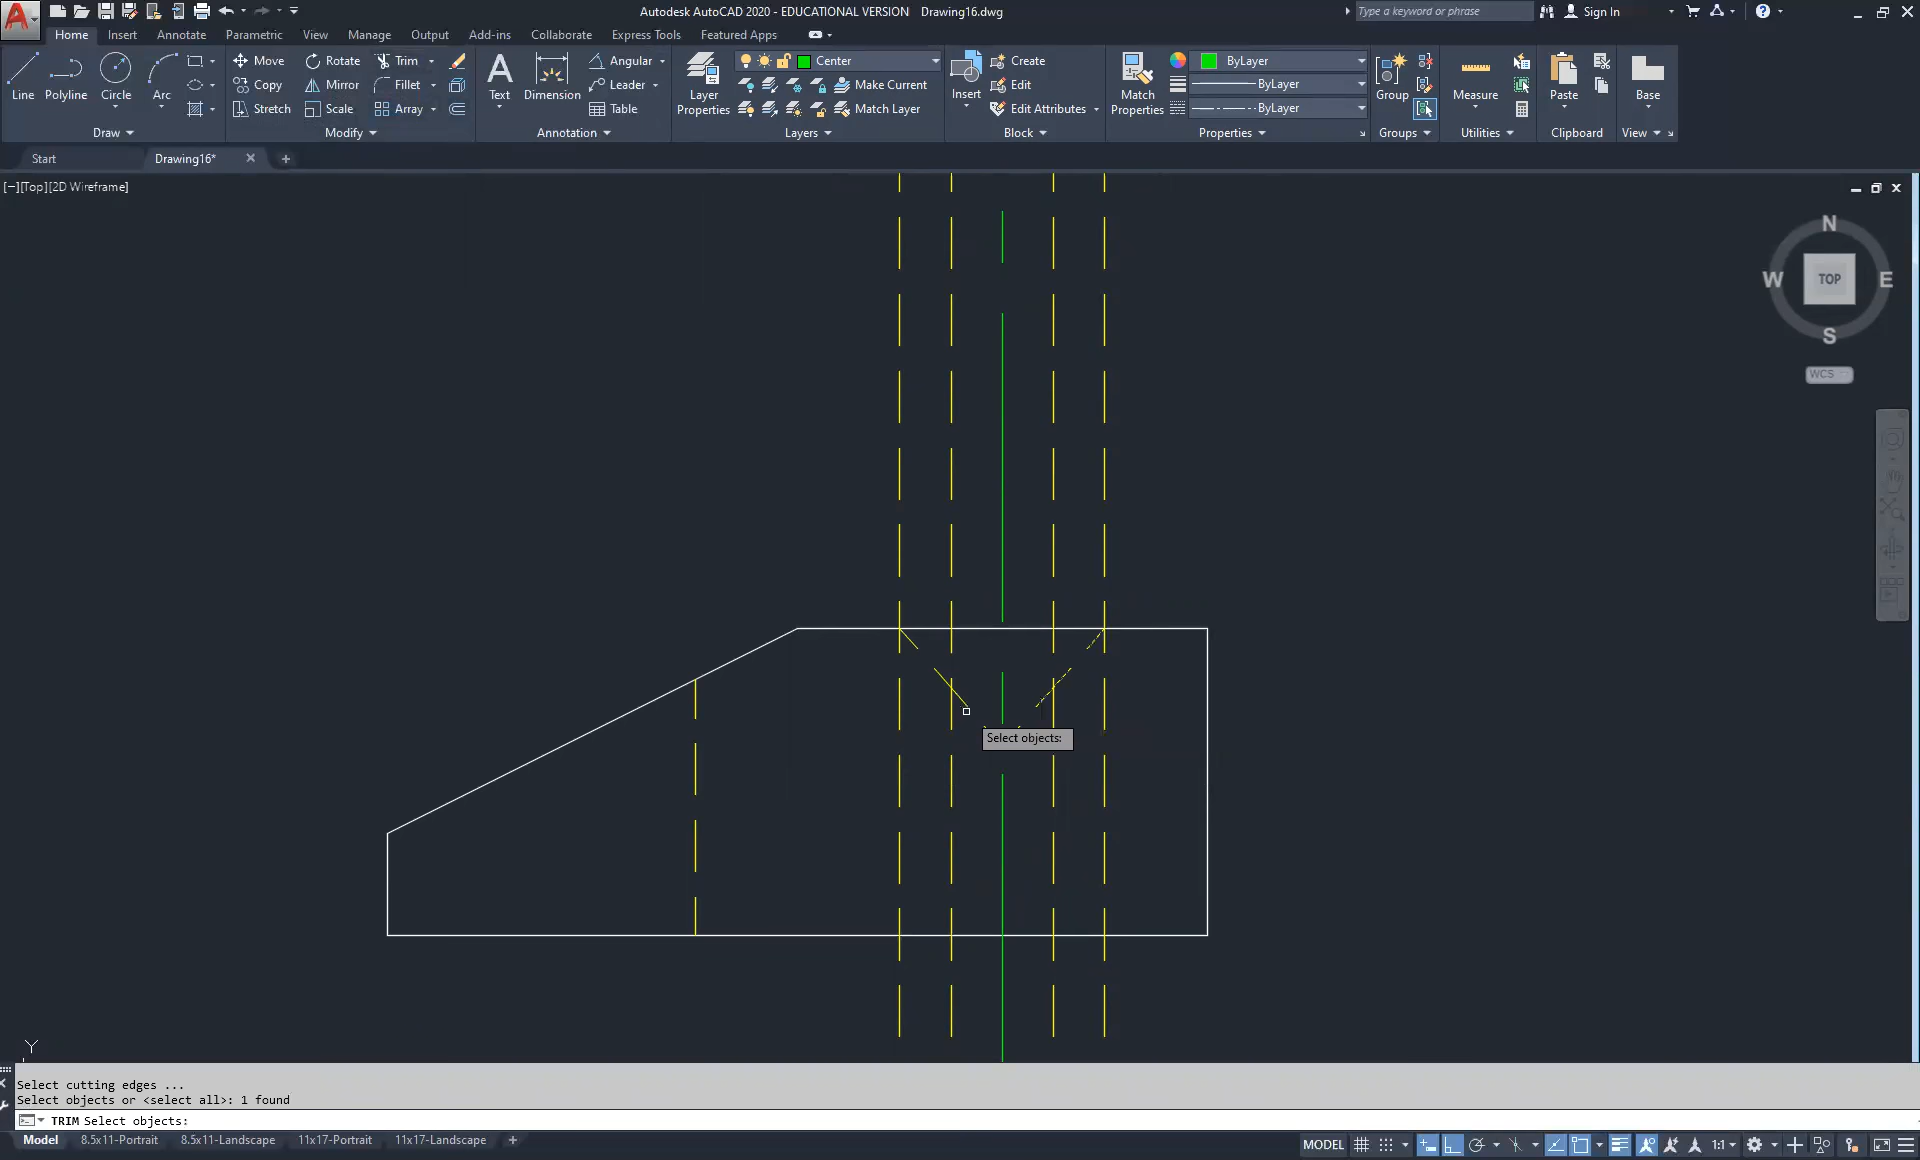 Autodesk AutoCAD 2020 - EDUCATIONAL VERSION Drawing16.dwg
Type a keyword or phrase
Sign In
Home Insert Annotate Parametric View Manage Output Add-ins Collaborate Express Tools Featured Apps
Line Polyline Circle Arc
Draw
Move Rotate Trim
Copy Mirror Fillet
Stretch Scale Array
Modify
Text Dimension
Angular
Leader
Table
Annotation
Layer
Properties
Center
Make Current
Match Layer
Layers
Insert
Create
Edit
Edit Attributes
Block
Match
Properties
ByLayer
ByLayer
ByLayer
Properties
Group
Groups
Measure
Utilities
Paste
Clipboard
Base
View
Start Drawing16*
[−][Top][2D Wireframe]
N
W TOP E
S
WCS
Select objects:
Y
Select cutting edges ...
Select objects or <select all>: 1 found
TRIM Select objects:
Model 8.5x11-Portrait 8.5x11-Landscape 11x17-Portrait 11x17-Landscape
MODEL 1:1